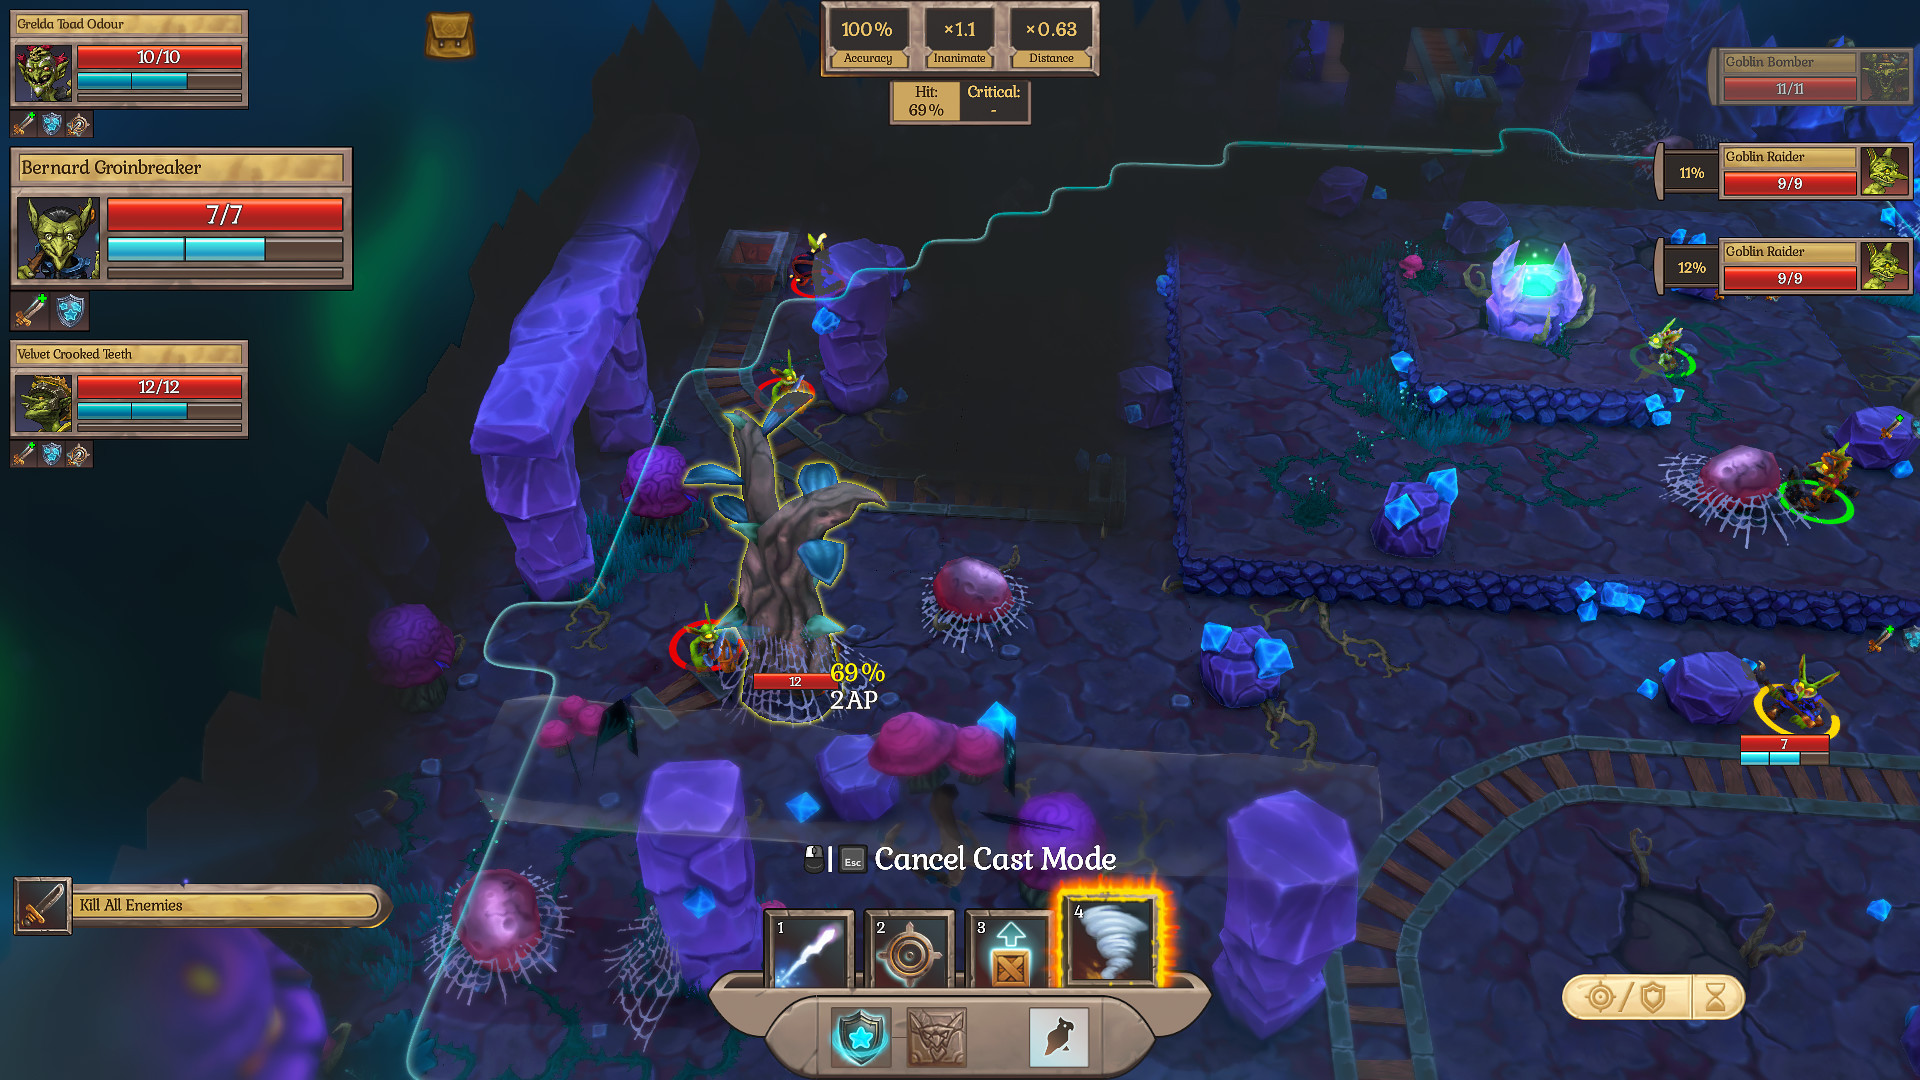 Grelda Toad Odour
10/10
Bernard Groinbreaker
7/7
Velvet Crooked Teeth
12/12
100%
Accuracy
×1.1
Inanimate
×0.63
Distance
Hit:
69%
Critical:
-
Goblin Bomber
11/11
11%
Goblin Raider
9/9
12%
Goblin Raider
9/9
12
69%
2AP
7
Kill All Enemies
Esc Cancel Cast Mode
1
2
3
4